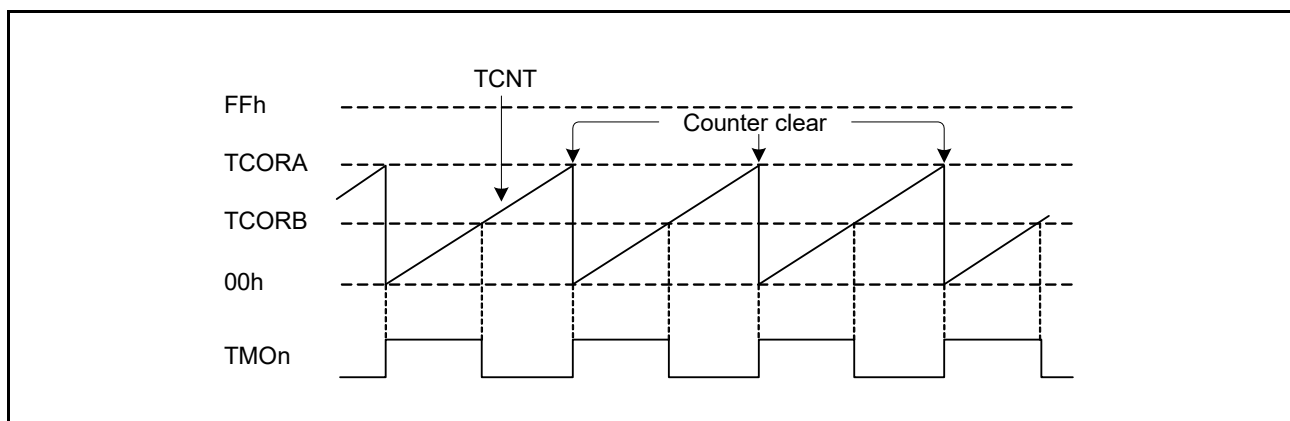 TCNT
FFh
Counter clear
TCORA
TCORB
00h
TMOn